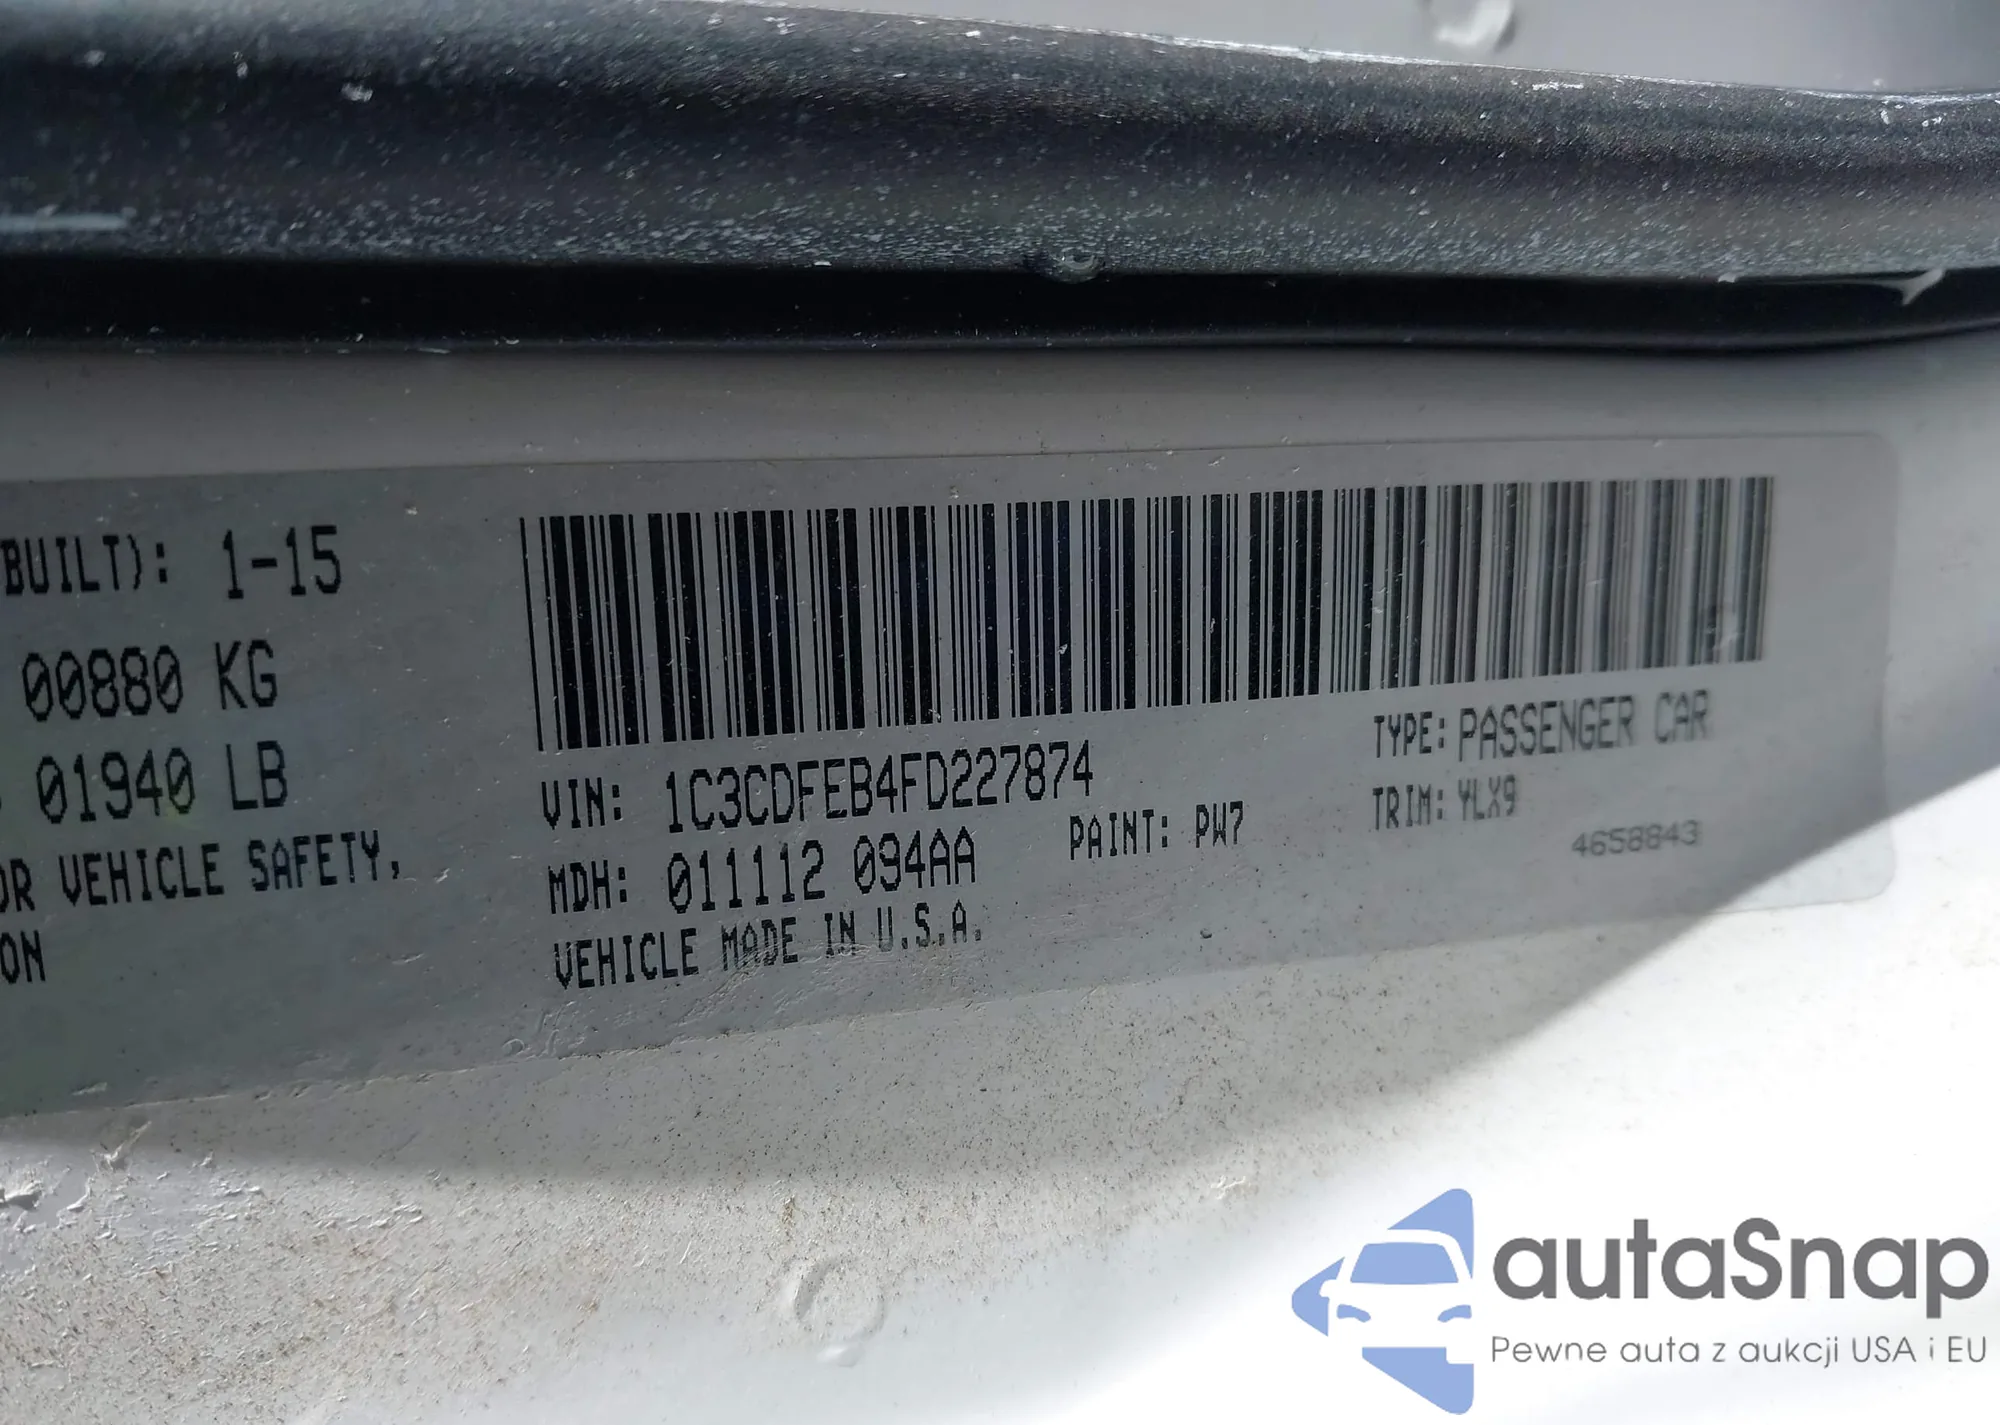 BUILT): 1-15
00880 KG
01940 LB
OR VEHICLE SAFETY,
ON
VIN: 1C3CDFEB4FD227874
MDH: 011112 094AA
PAINT: PW7
VEHICLE MADE IN U.S.A.
TYPE: PASSENGER CAR
TRIM: YLX9
4658843
autaSnap
Pewne auta z aukcji USA i EU